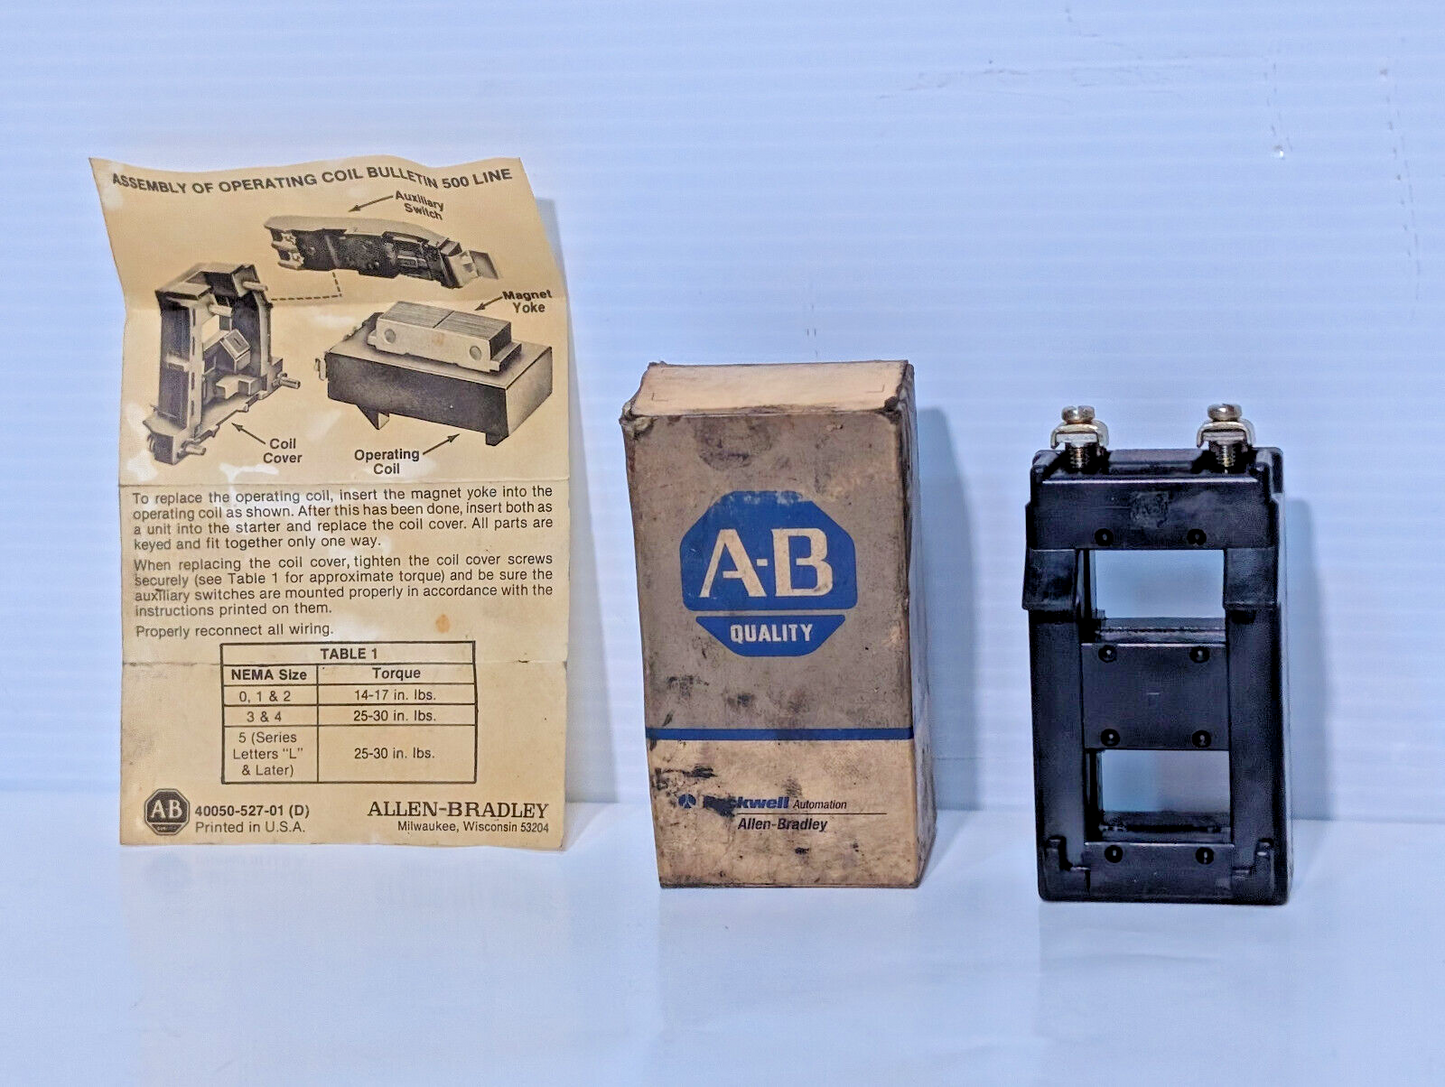 ASSEMBLY OF OPERATING COIL BULLETIN 500 LINE
Auxiliary
Switch
Magnet
Yoke
Coil
Cover
Operating
Coil
To replace the operating coil, insert the magnet yoke into the
operating coil as shown. After this has been done, insert both as
a unit into the starter and replace the coil cover. All parts are
keyed and fit together only one way.
When replacing the coil cover, tighten the coil cover screws
securely (see Table 1 for approximate torque) and be sure the
auxiliary switches are mounted properly in accordance with the
instructions printed on them.
Properly reconnect all wiring.
TABLE 1
NEMA Size Torque
0, 1 & 2 14-17 in. lbs.
3 & 4 25-30 in. lbs.
5 (Series
Letters "L"
& Later) 25-30 in. lbs.
AB
40050-527-01 (D)
Printed in U.S.A.
ALLEN-BRADLEY
Milwaukee, Wisconsin 53204
A-B
QUALITY
Rockwell Automation
Allen-Bradley